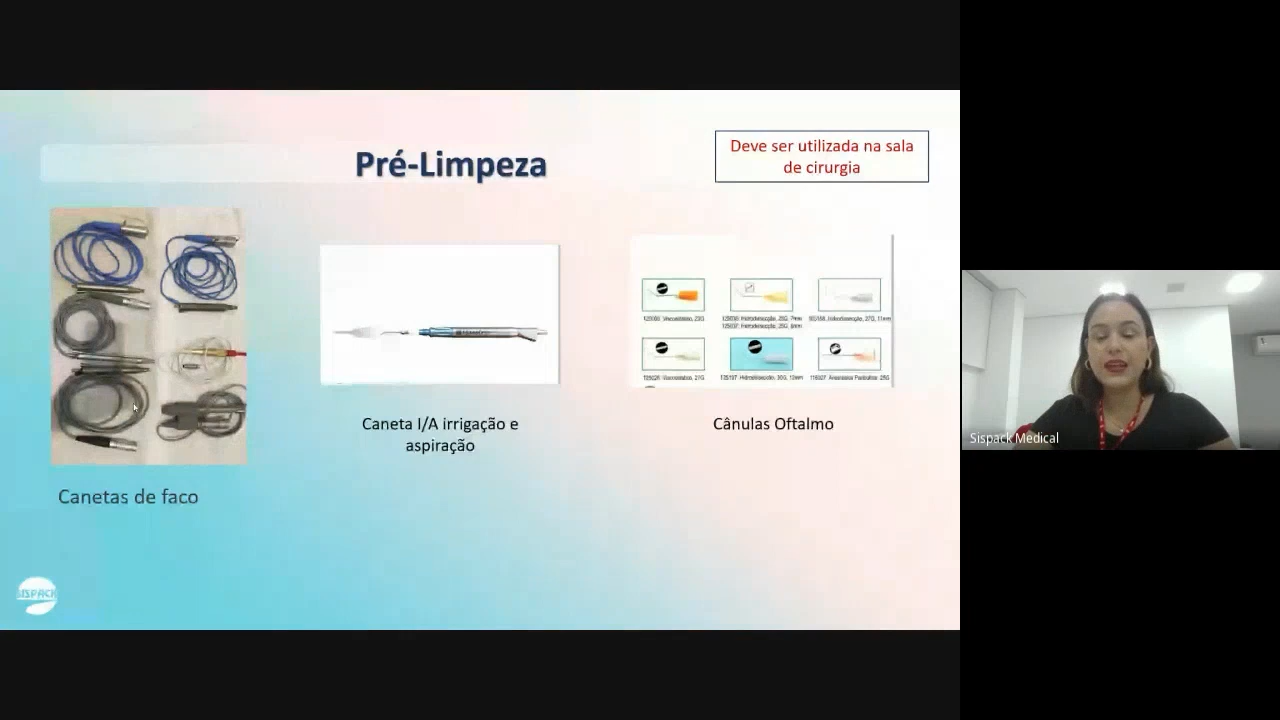 Pré-Limpeza
Deve ser utilizada na sala
de cirurgia
Caneta I/A irrigação e
aspiração
Cânulas Oftalmo
Canetas de faco
SISPACK
Sispack Medical